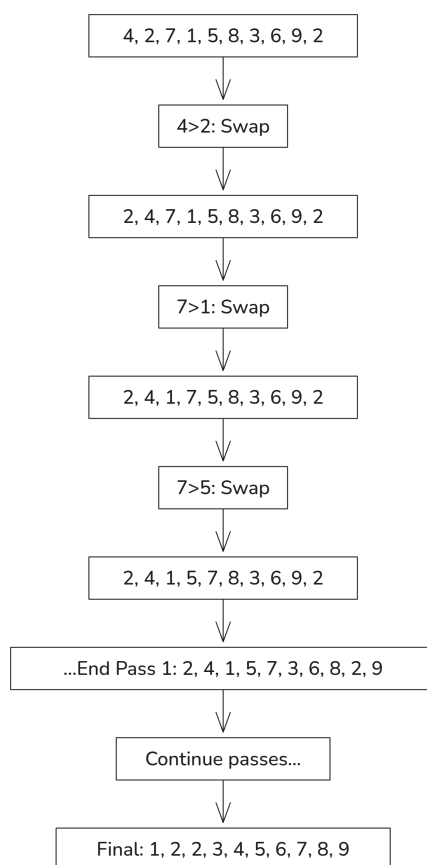 4, 2, 7, 1, 5, 8, 3, 6, 9, 2
4>2: Swap
2, 4, 7, 1, 5, 8, 3, 6, 9, 2
7>1: Swap
2, 4, 1, 7, 5, 8, 3, 6, 9, 2
7>5: Swap
2, 4, 1, 5, 7, 8, 3, 6, 9, 2
...End Pass 1: 2, 4, 1, 5, 7, 3, 6, 8, 2, 9
Continue passes...
Final: 1, 2, 2, 3, 4, 5, 6, 7, 8, 9